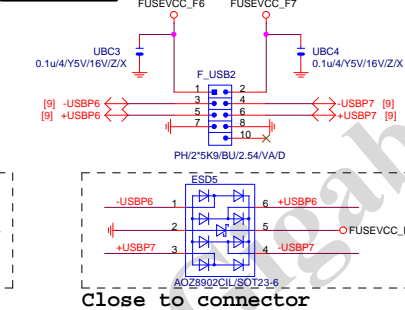 FUSEVCC_F6 FUSEVCC_F7
UBC3 UBC4
0.1u/4/Y5V/16V/Z/X 0.1u/4/Y5V/16V/Z/X
F_USB2
1 2
[9] -USBP6 3 4 -USBP7 [9]
[9] +USBP6 5 6 +USBP7 [9]
7 8
10
PH/2*5K9/BU/2.54/VA/D
ESD5
-USBP6 1 6 +USBP6
2 5
+USBP7 3 4 -USBP7
AOZ8902CIL/SOT23-6
Close to connector